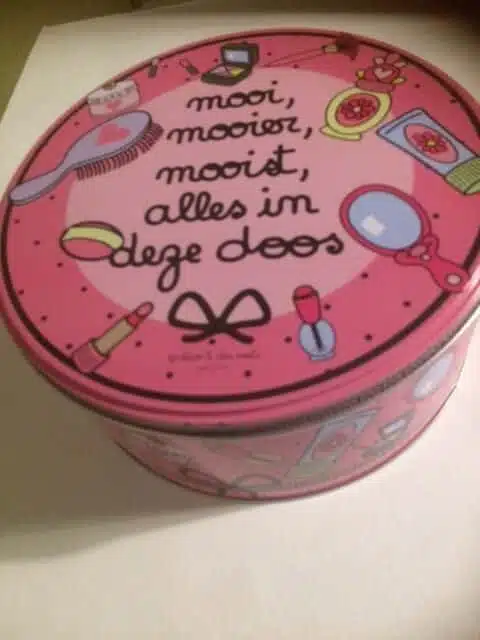 mooi,
mooier,
mooist,
alles in
deze doos